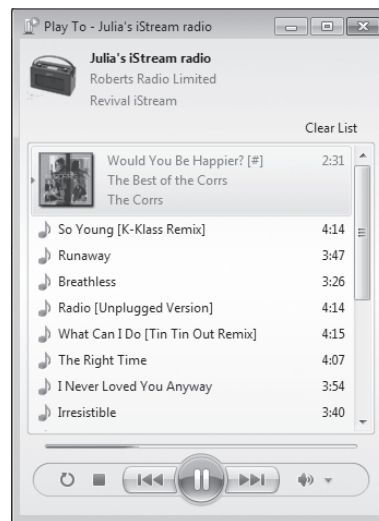 Play To - Julia's iStream radio
Julia's iStream radio
Roberts Radio Limited
Revival iStream
Clear List
Would You Be Happier? [#] 2:31
The Best of the Corrs
The Corrs
So Young [K-Klass Remix] 4:14
Runaway 3:47
Breathless 3:26
Radio [Unplugged Version] 4:14
What Can I Do [Tin Tin Out Remix] 4:15
The Right Time 4:07
I Never Loved You Anyway 3:54
Irresistible 3:40